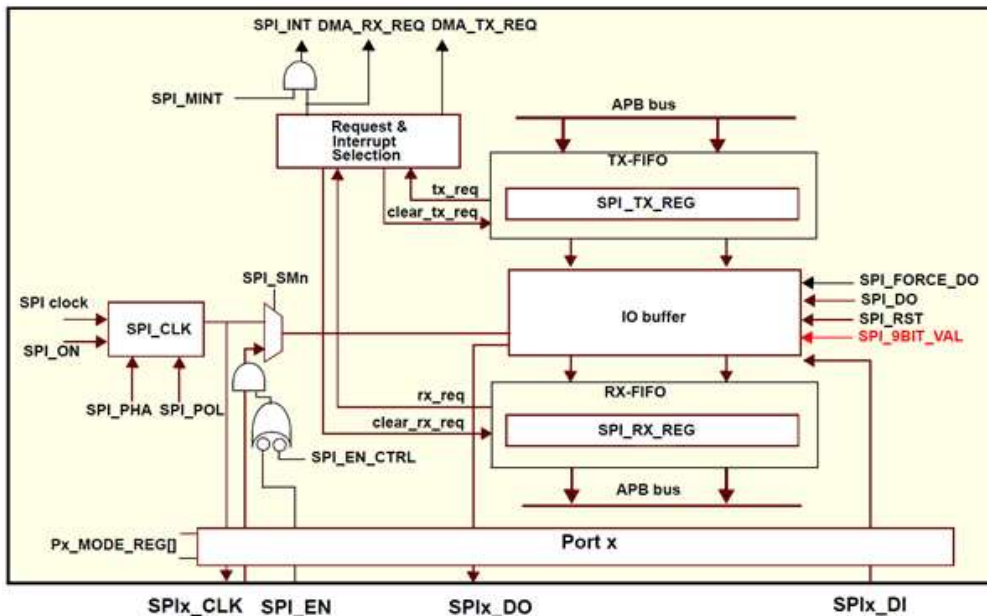 SPI_INT DMA_RX_REQ DMA_TX_REQ
SPI_MINT
APB bus
Request &
Interrupt
Selection
TX-FIFO
tx_req
SPI_TX_REG
clear_tx_req
SPI_SMn
SPI clock
SPI_CLK
SPI_ON
IO buffer
SPI_FORCE_DO
SPI_DO
SPI_RST
SPI_9BIT_VAL
SPI_PHA SPI_POL
rx_req
RX-FIFO
clear_rx_req
SPI_RX_REG
SPI_EN_CTRL
APB bus
Px_MODE_REG[]
Port x
SPIx_CLK SPI_EN SPIx_DO SPIx_DI